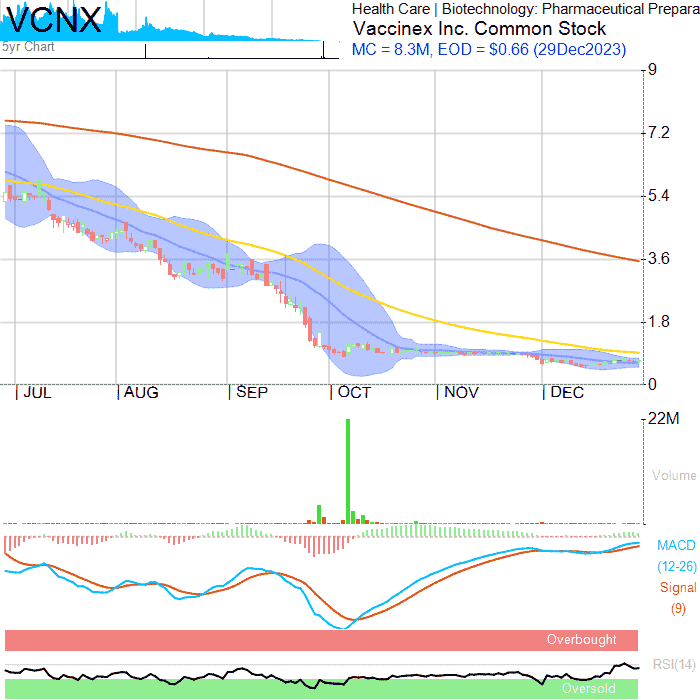 VCNX
Health Care | Biotechnology: Pharmaceutical Prepara
Vaccinex Inc. Common Stock
MC = 8.3M, EOD = $0.66 (29Dec2023)
5yr Chart
9
7.2
5.4
3.6
1.8
0
JUL AUG SEP OCT NOV DEC
22M
Volume
MACD
(12-26)
Signal
(9)
Overbought
RSI(14)
Oversold